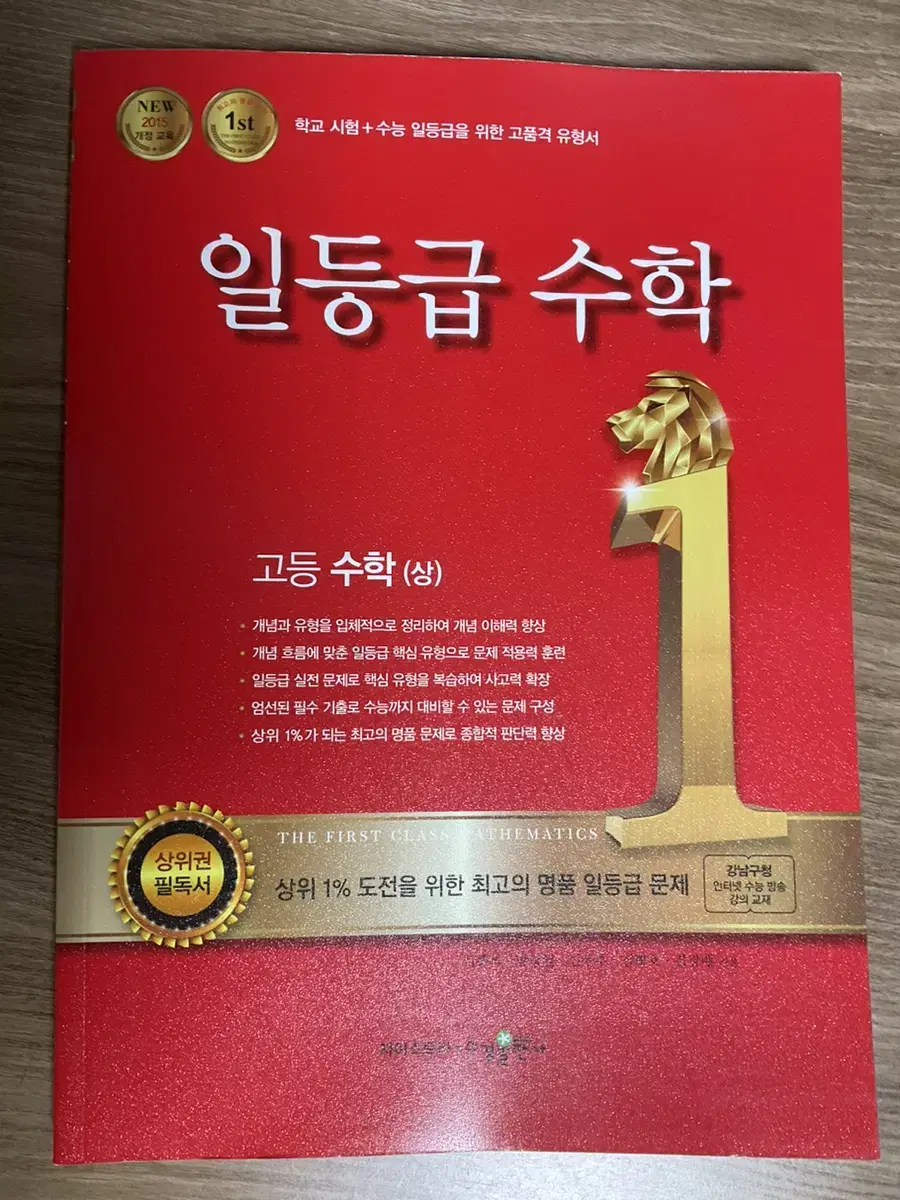 NEW
2015
개정 교육
1st
학교 시험+수능 일등급을 위한 고품격 유형서
일등급 수학
1
고등 수학 (상)
• 개념과 유형을 입체적으로 정리하여 개념 이해력 향상
• 개념 흐름에 맞춘 일등급 핵심 유형으로 문제 적용력 훈련
• 일등급 실전 문제로 핵심 유형을 복습하여 사고력 확장
• 엄선된 필수 기출로 수능까지 대비할 수 있는 문제 구성
• 상위 1%가 되는 최고의 명품 문제로 종합적 판단력 향상
THE FIRST CLASS MATHEMATICS
상위권
필독서
상위 1% 도전을 위한 최고의 명품 일등급 문제
강남구청
인터넷 수능 방송
강의 교재